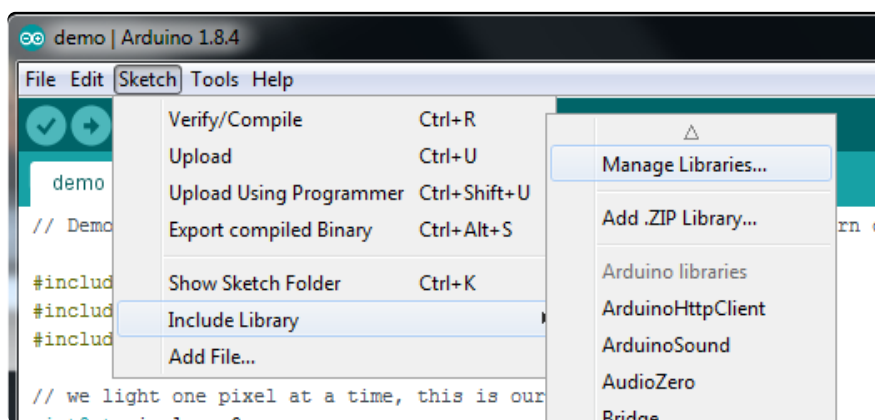 demo | Arduino 1.8.4
File Edit Sketch Tools Help
Verify/Compile Ctrl+R
Upload Ctrl+U
Upload Using Programmer Ctrl+Shift+U
Export compiled Binary Ctrl+Alt+S
Show Sketch Folder Ctrl+K
Include Library
Add File...
Manage Libraries...
Add .ZIP Library...
Arduino libraries
ArduinoHttpClient
ArduinoSound
AudioZero
Bridge
demo
// Demo
rn
#includ
#includ
#includ
// we light one pixel at a time, this is our